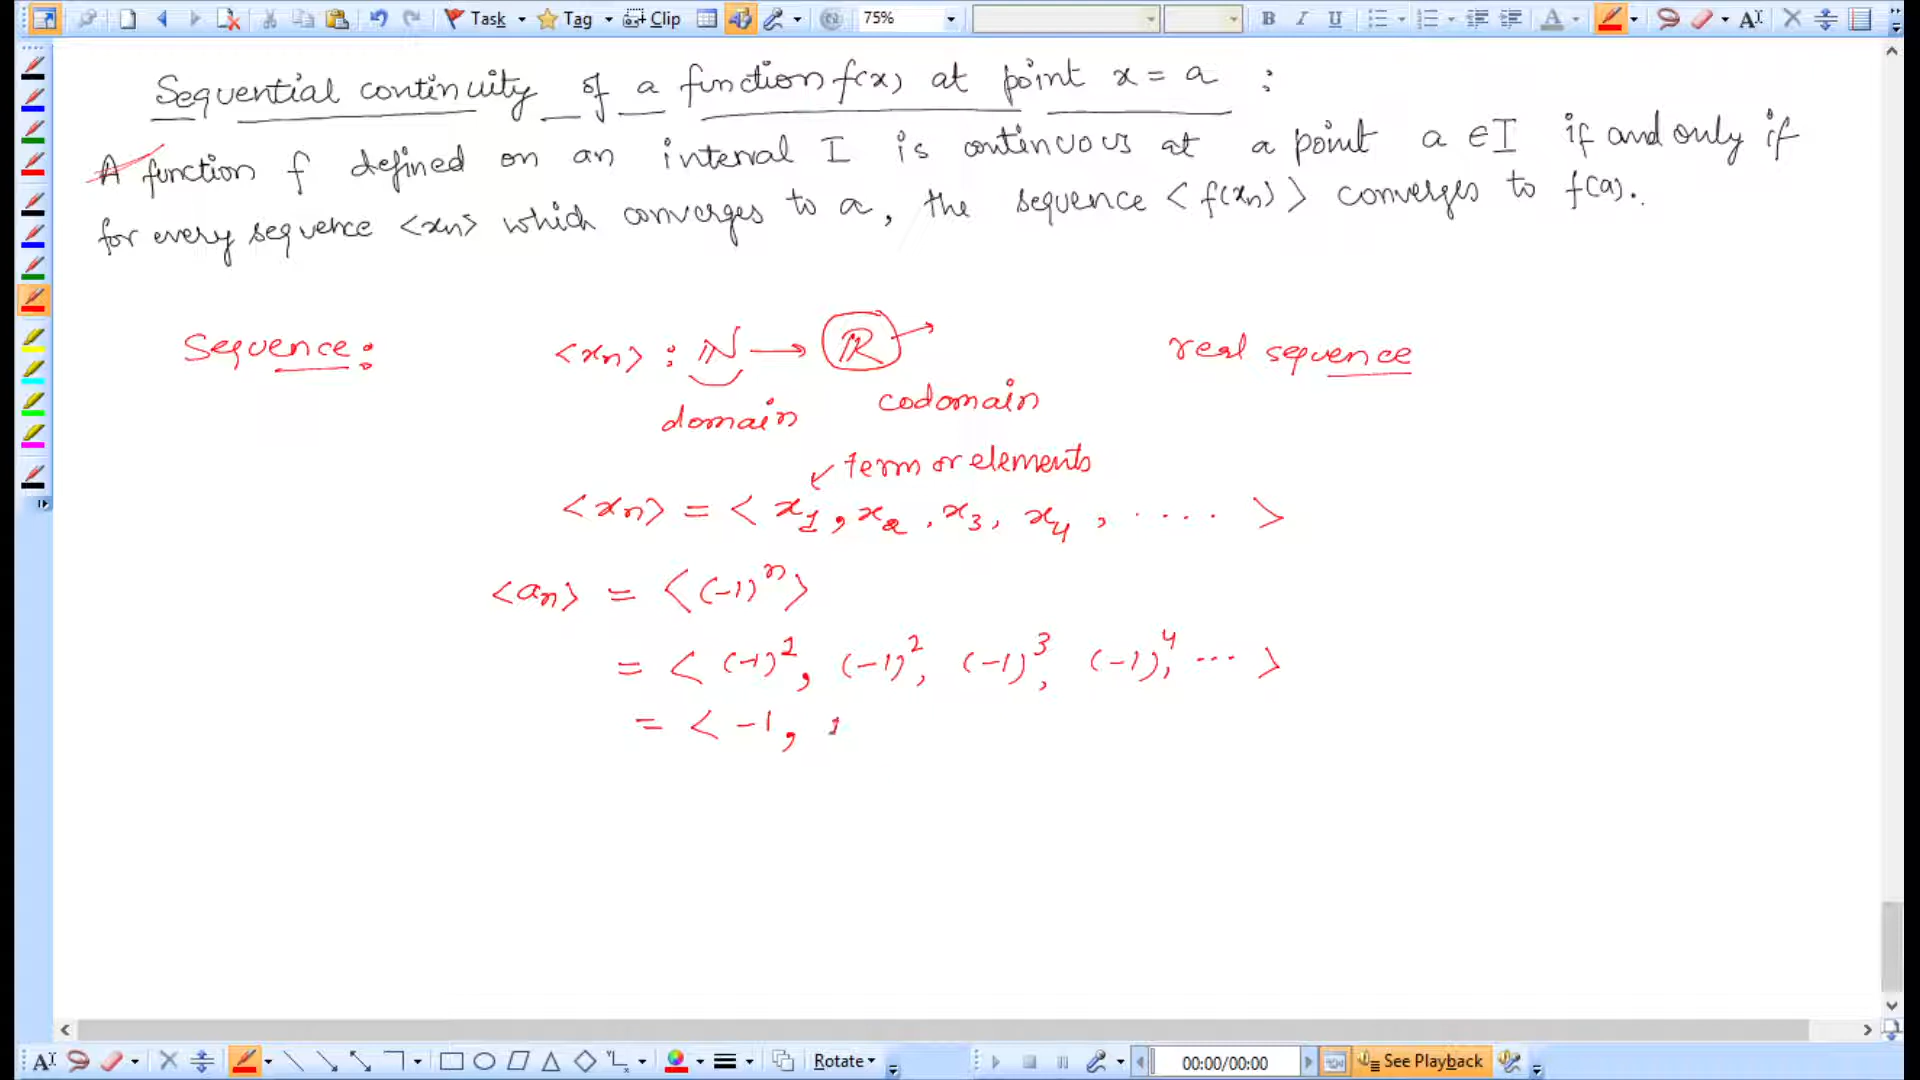 Task Tag Clip 75% B I U A A
Sequential continuity of a function f(x) at point x = a :
A function f defined on an interval I is continuous at a point a ∈ I if and only if
for every sequence <xn> which converges to a, the sequence <f(xn)> converges to f(a).
Sequence: <xn> : ℕ → ℝ real sequence
domain codomain
term or elements
<xn> = < x1, x2, x3, x4, ..... >
<an> = <(-1)^n>
= < (-1)^1, (-1)^2, (-1)^3, (-1)^4, ... >
= < -1, 1
A Rotate 00:00/00:00 See Playback